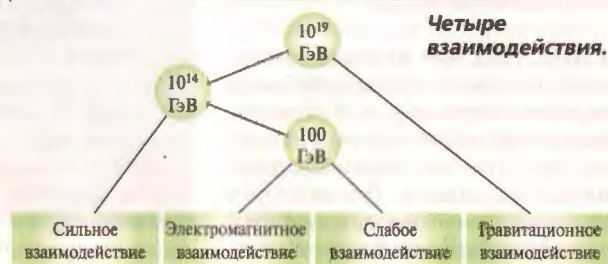 Четыре
взаимодействия.
10¹⁹
ГэВ
10¹⁴
ГэВ
100
ГэВ
Сильное
взаимодействие
Электромагнитное
взаимодействие
Слабое
взаимодействие
Гравитационное
взаимодействие